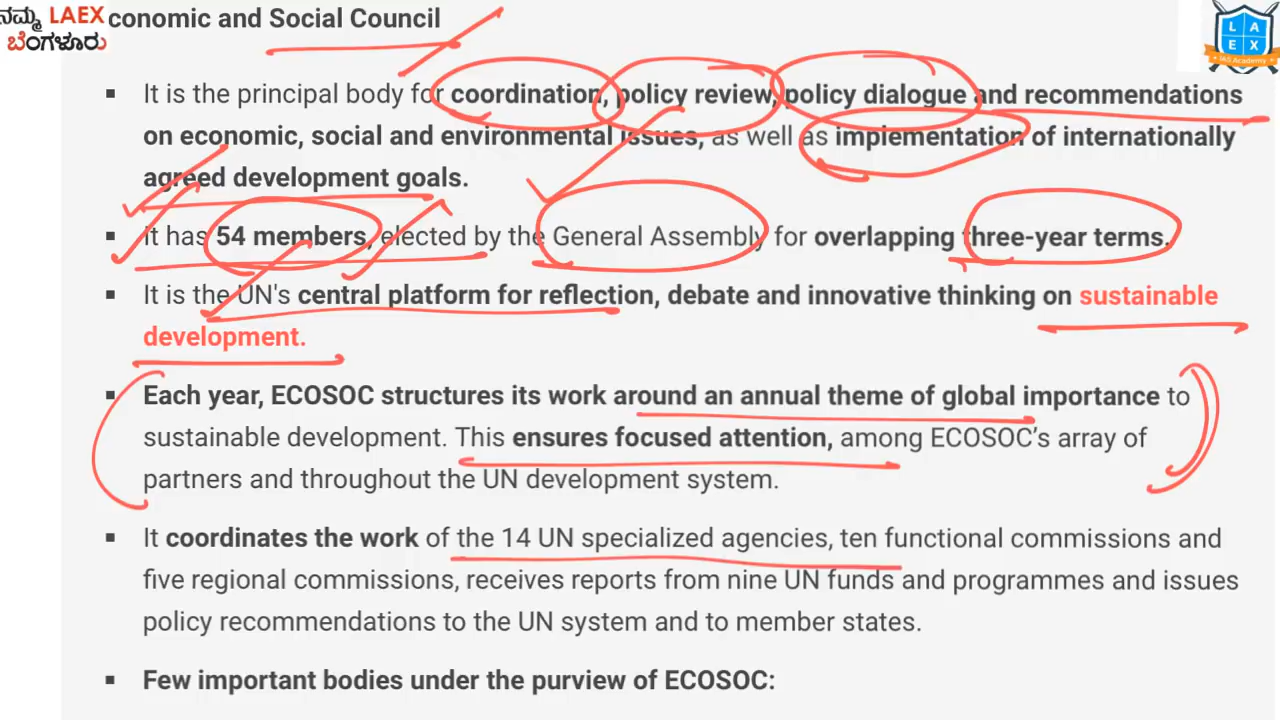 ನಮ್ಮ LAEX
ಬೆಂಗಳೂರು
conomic and Social Council
L A
E X
IAS Academy
▪ It is the principal body for coordination, policy review, policy dialogue and recommendations
on economic, social and environmental issues, as well as implementation of internationally
agreed development goals.
▪ It has 54 members, elected by the General Assembly for overlapping three-year terms.
▪ It is the UN's central platform for reflection, debate and innovative thinking on sustainable
development.
▪ Each year, ECOSOC structures its work around an annual theme of global importance to
sustainable development. This ensures focused attention, among ECOSOC’s array of
partners and throughout the UN development system.
▪ It coordinates the work of the 14 UN specialized agencies, ten functional commissions and
five regional commissions, receives reports from nine UN funds and programmes and issues
policy recommendations to the UN system and to member states.
▪ Few important bodies under the purview of ECOSOC: